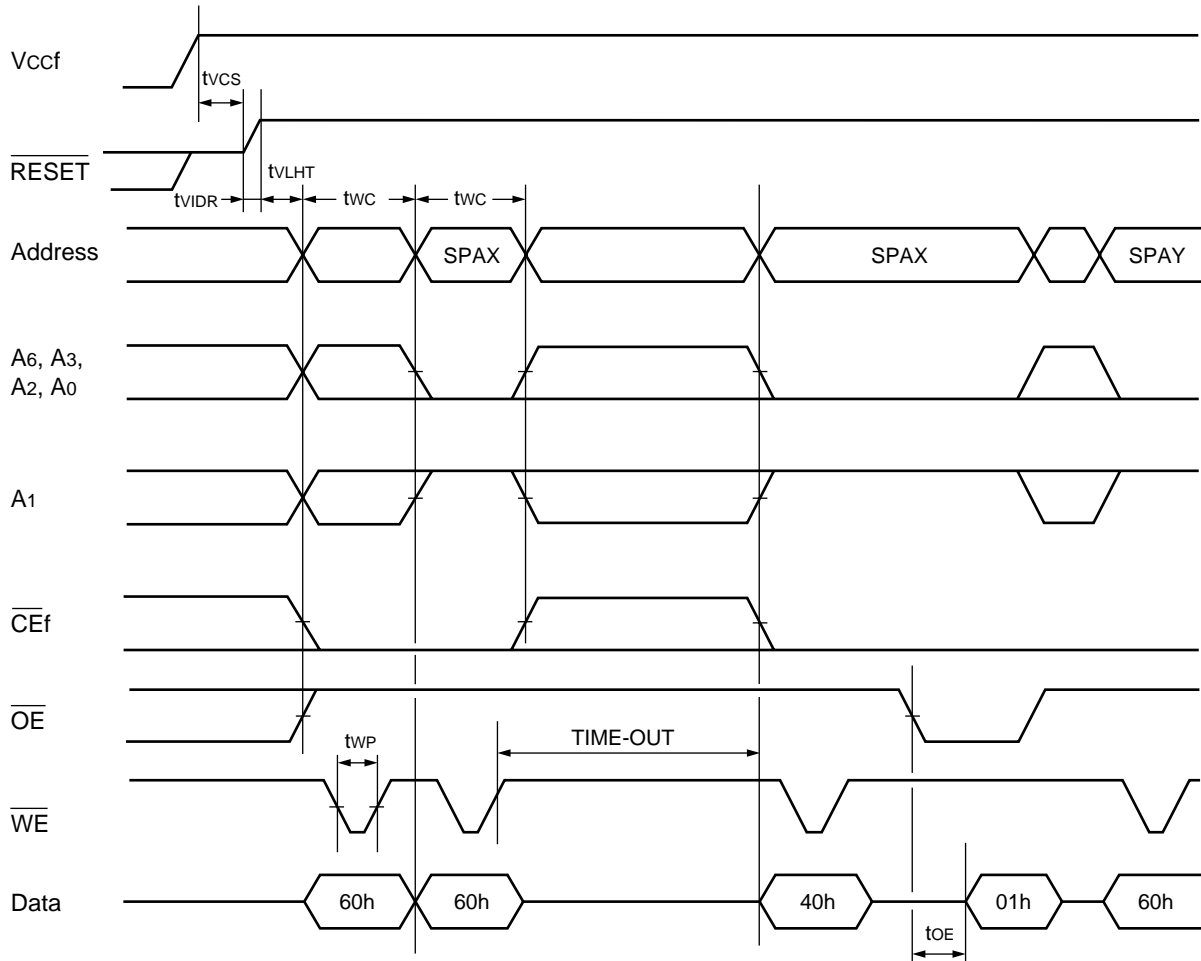 VCCf
tVCS
RESET
tVLHT
tVIDR
tWC
tWC
Address
SPAX
SPAX
SPAY
A6, A3,
A2, A0
A1
CEf
OE
TIME-OUT
tWP
WE
Data
60h
60h
40h
01h
60h
tOE